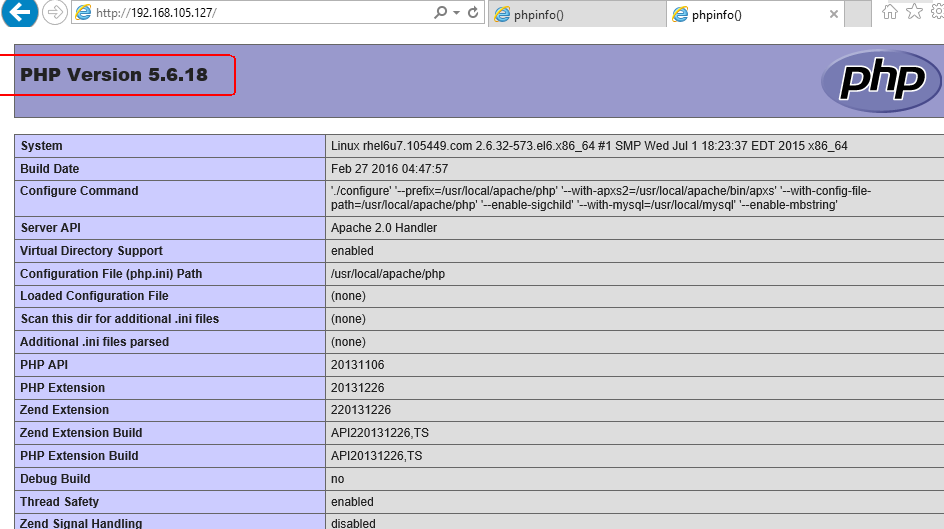 http://192.168.105.127/
phpinfo()
phpinfo()
PHP Version 5.6.18
php
System Linux rhel6u7.105449.com 2.6.32-573.el6.x86_64 #1 SMP Wed Jul 1 18:23:37 EDT 2015 x86_64
Build Date Feb 27 2016 04:47:57
Configure Command './configure' '--prefix=/usr/local/apache/php' '--with-apxs2=/usr/local/apache/bin/apxs' '--with-config-file-
path=/usr/local/apache/php' '--enable-sigchild' '--with-mysql=/usr/local/mysql' '--enable-mbstring'
Server API Apache 2.0 Handler
Virtual Directory Support enabled
Configuration File (php.ini) Path /usr/local/apache/php
Loaded Configuration File (none)
Scan this dir for additional .ini files (none)
Additional .ini files parsed (none)
PHP API 20131106
PHP Extension 20131226
Zend Extension 220131226
Zend Extension Build API220131226,TS
PHP Extension Build API20131226,TS
Debug Build no
Thread Safety enabled
Zend Signal Handling disabled